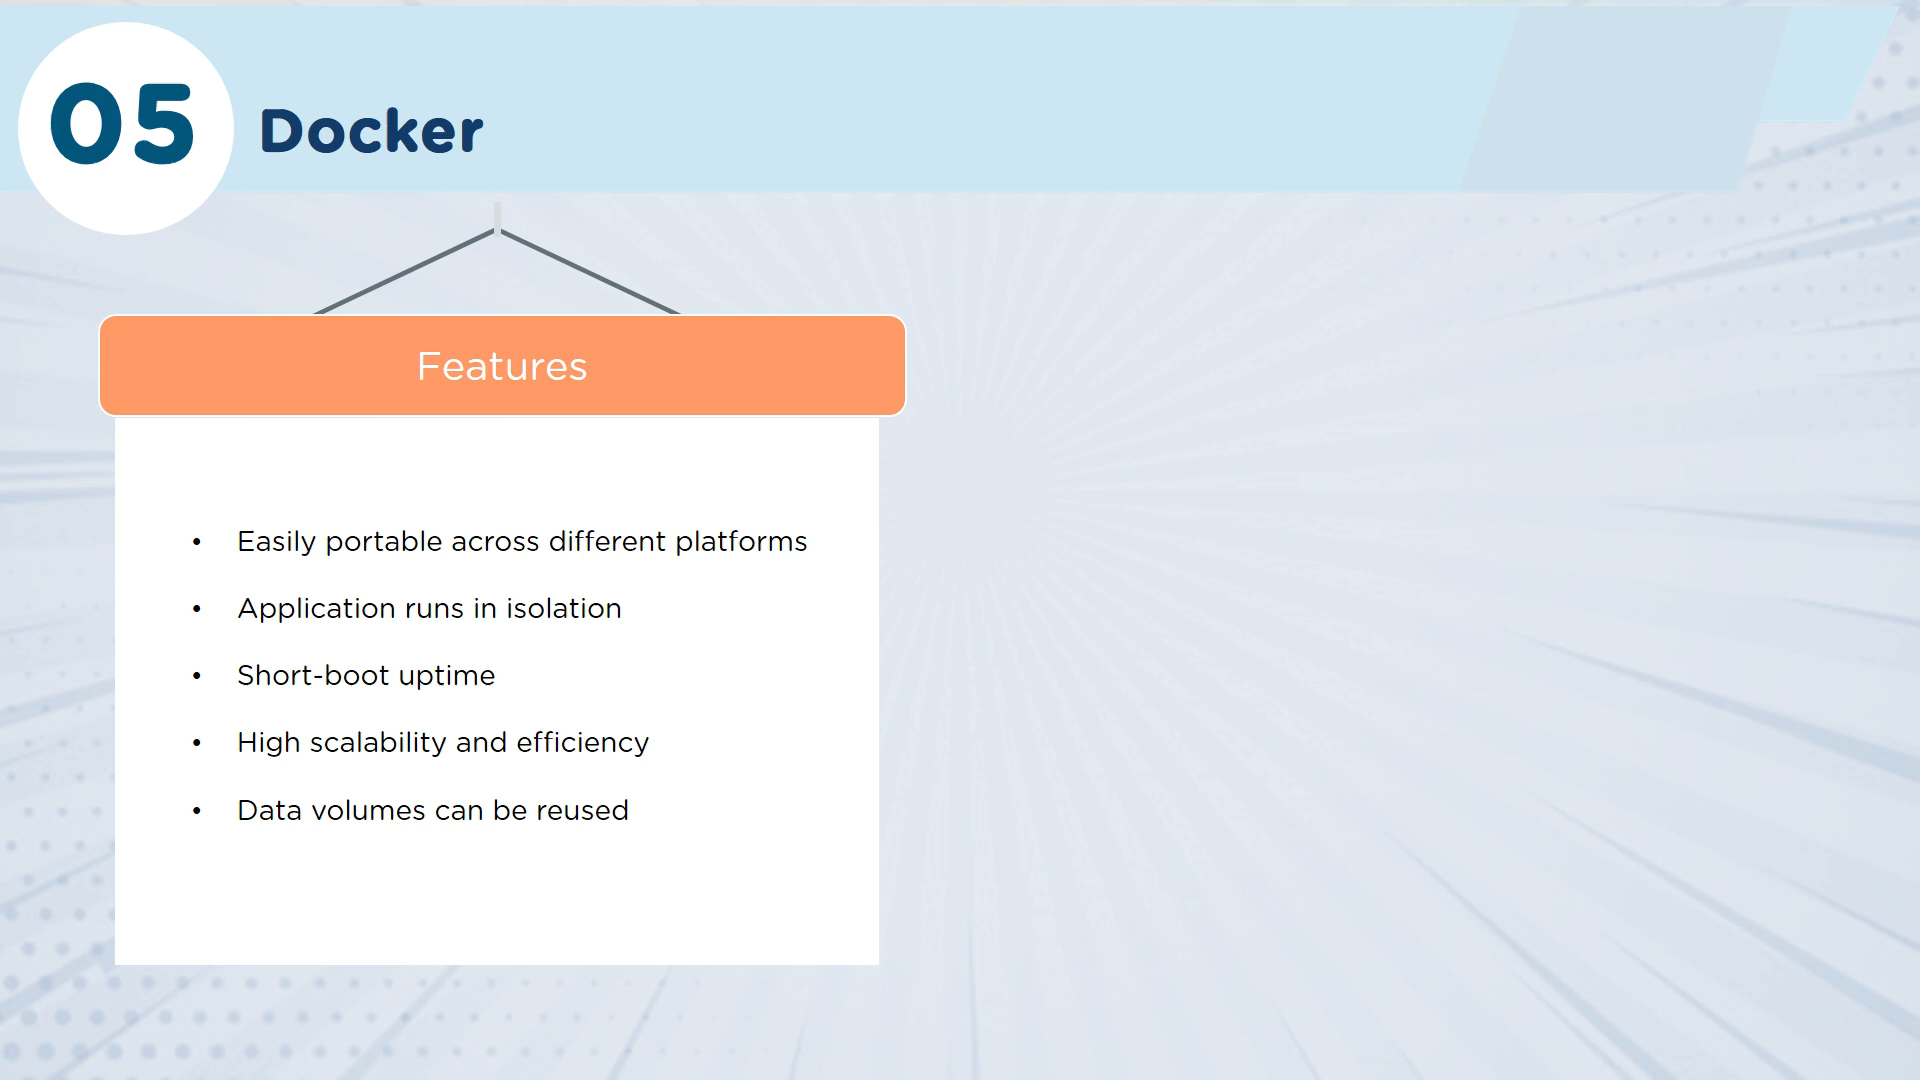 05
Docker
Features
• Easily portable across different platforms
• Application runs in isolation
• Short-boot uptime
• High scalability and efficiency
• Data volumes can be reused